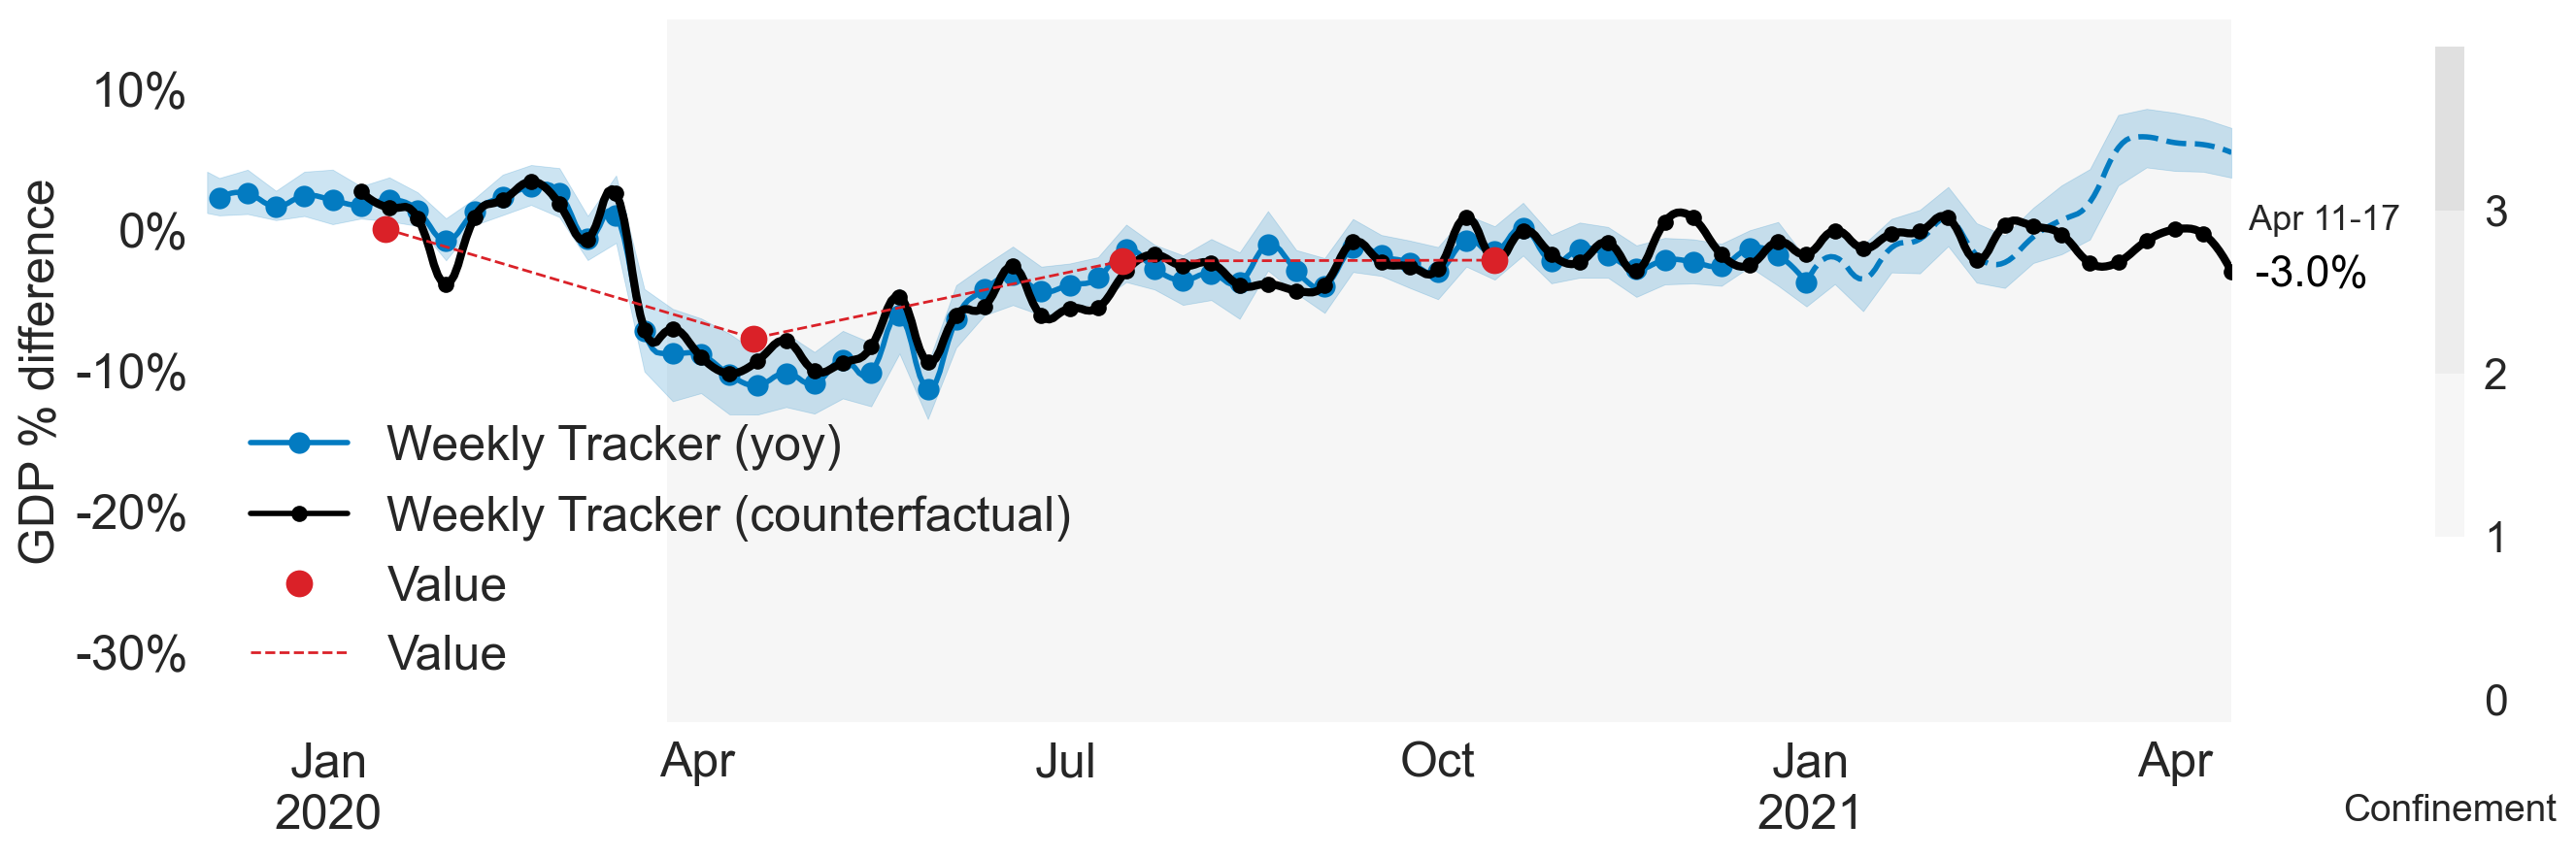 GDP % difference
10%
0%
-10%
-20%
-30%
Weekly Tracker (yoy)
Weekly Tracker (counterfactual)
Value
Value
Jan
2020
Apr
Jul
Oct
Jan
2021
Apr
Apr 11-17
-3.0%
3
2
1
0
Confinement